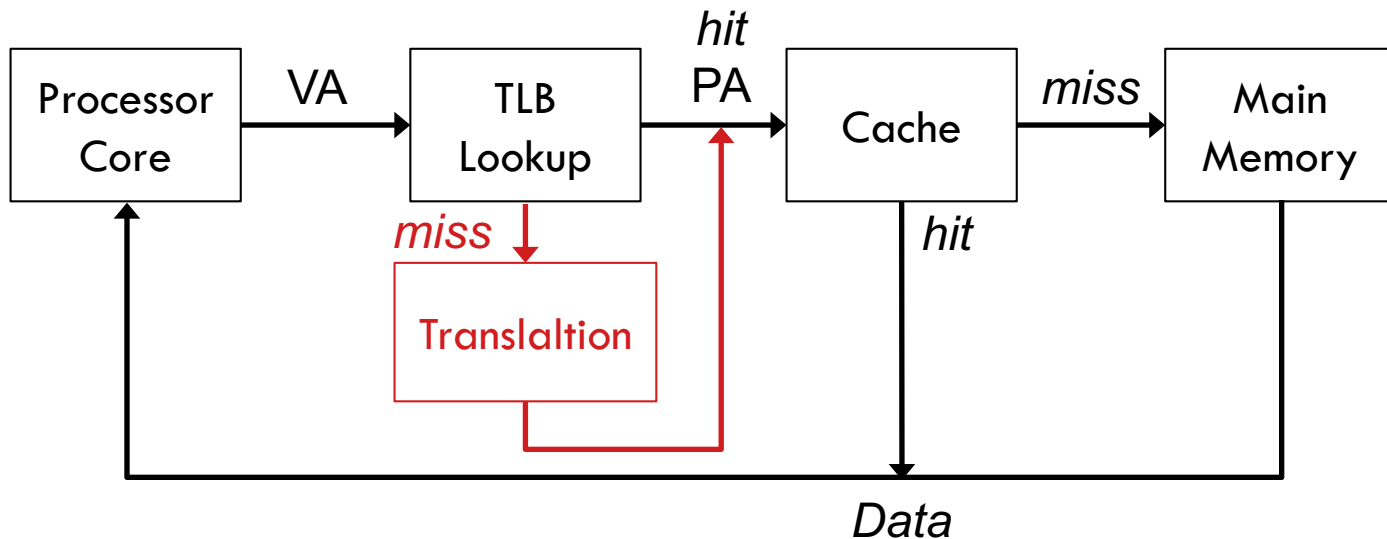 Processor
Core
VA
TLB
Lookup
hit
PA
Cache
miss
Main
Memory
miss
hit
Translaltion
Data